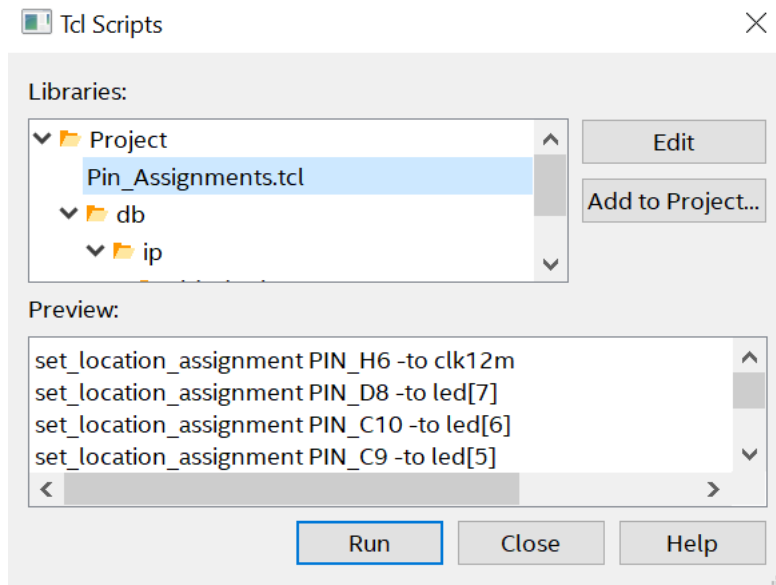 Tcl Scripts
Libraries:
Project
Pin_Assignments.tcl
db
ip
Edit
Add to Project...
Preview:
set_location_assignment PIN_H6 -to clk12m
set_location_assignment PIN_D8 -to led[7]
set_location_assignment PIN_C10 -to led[6]
set_location_assignment PIN_C9 -to led[5]
Run
Close
Help